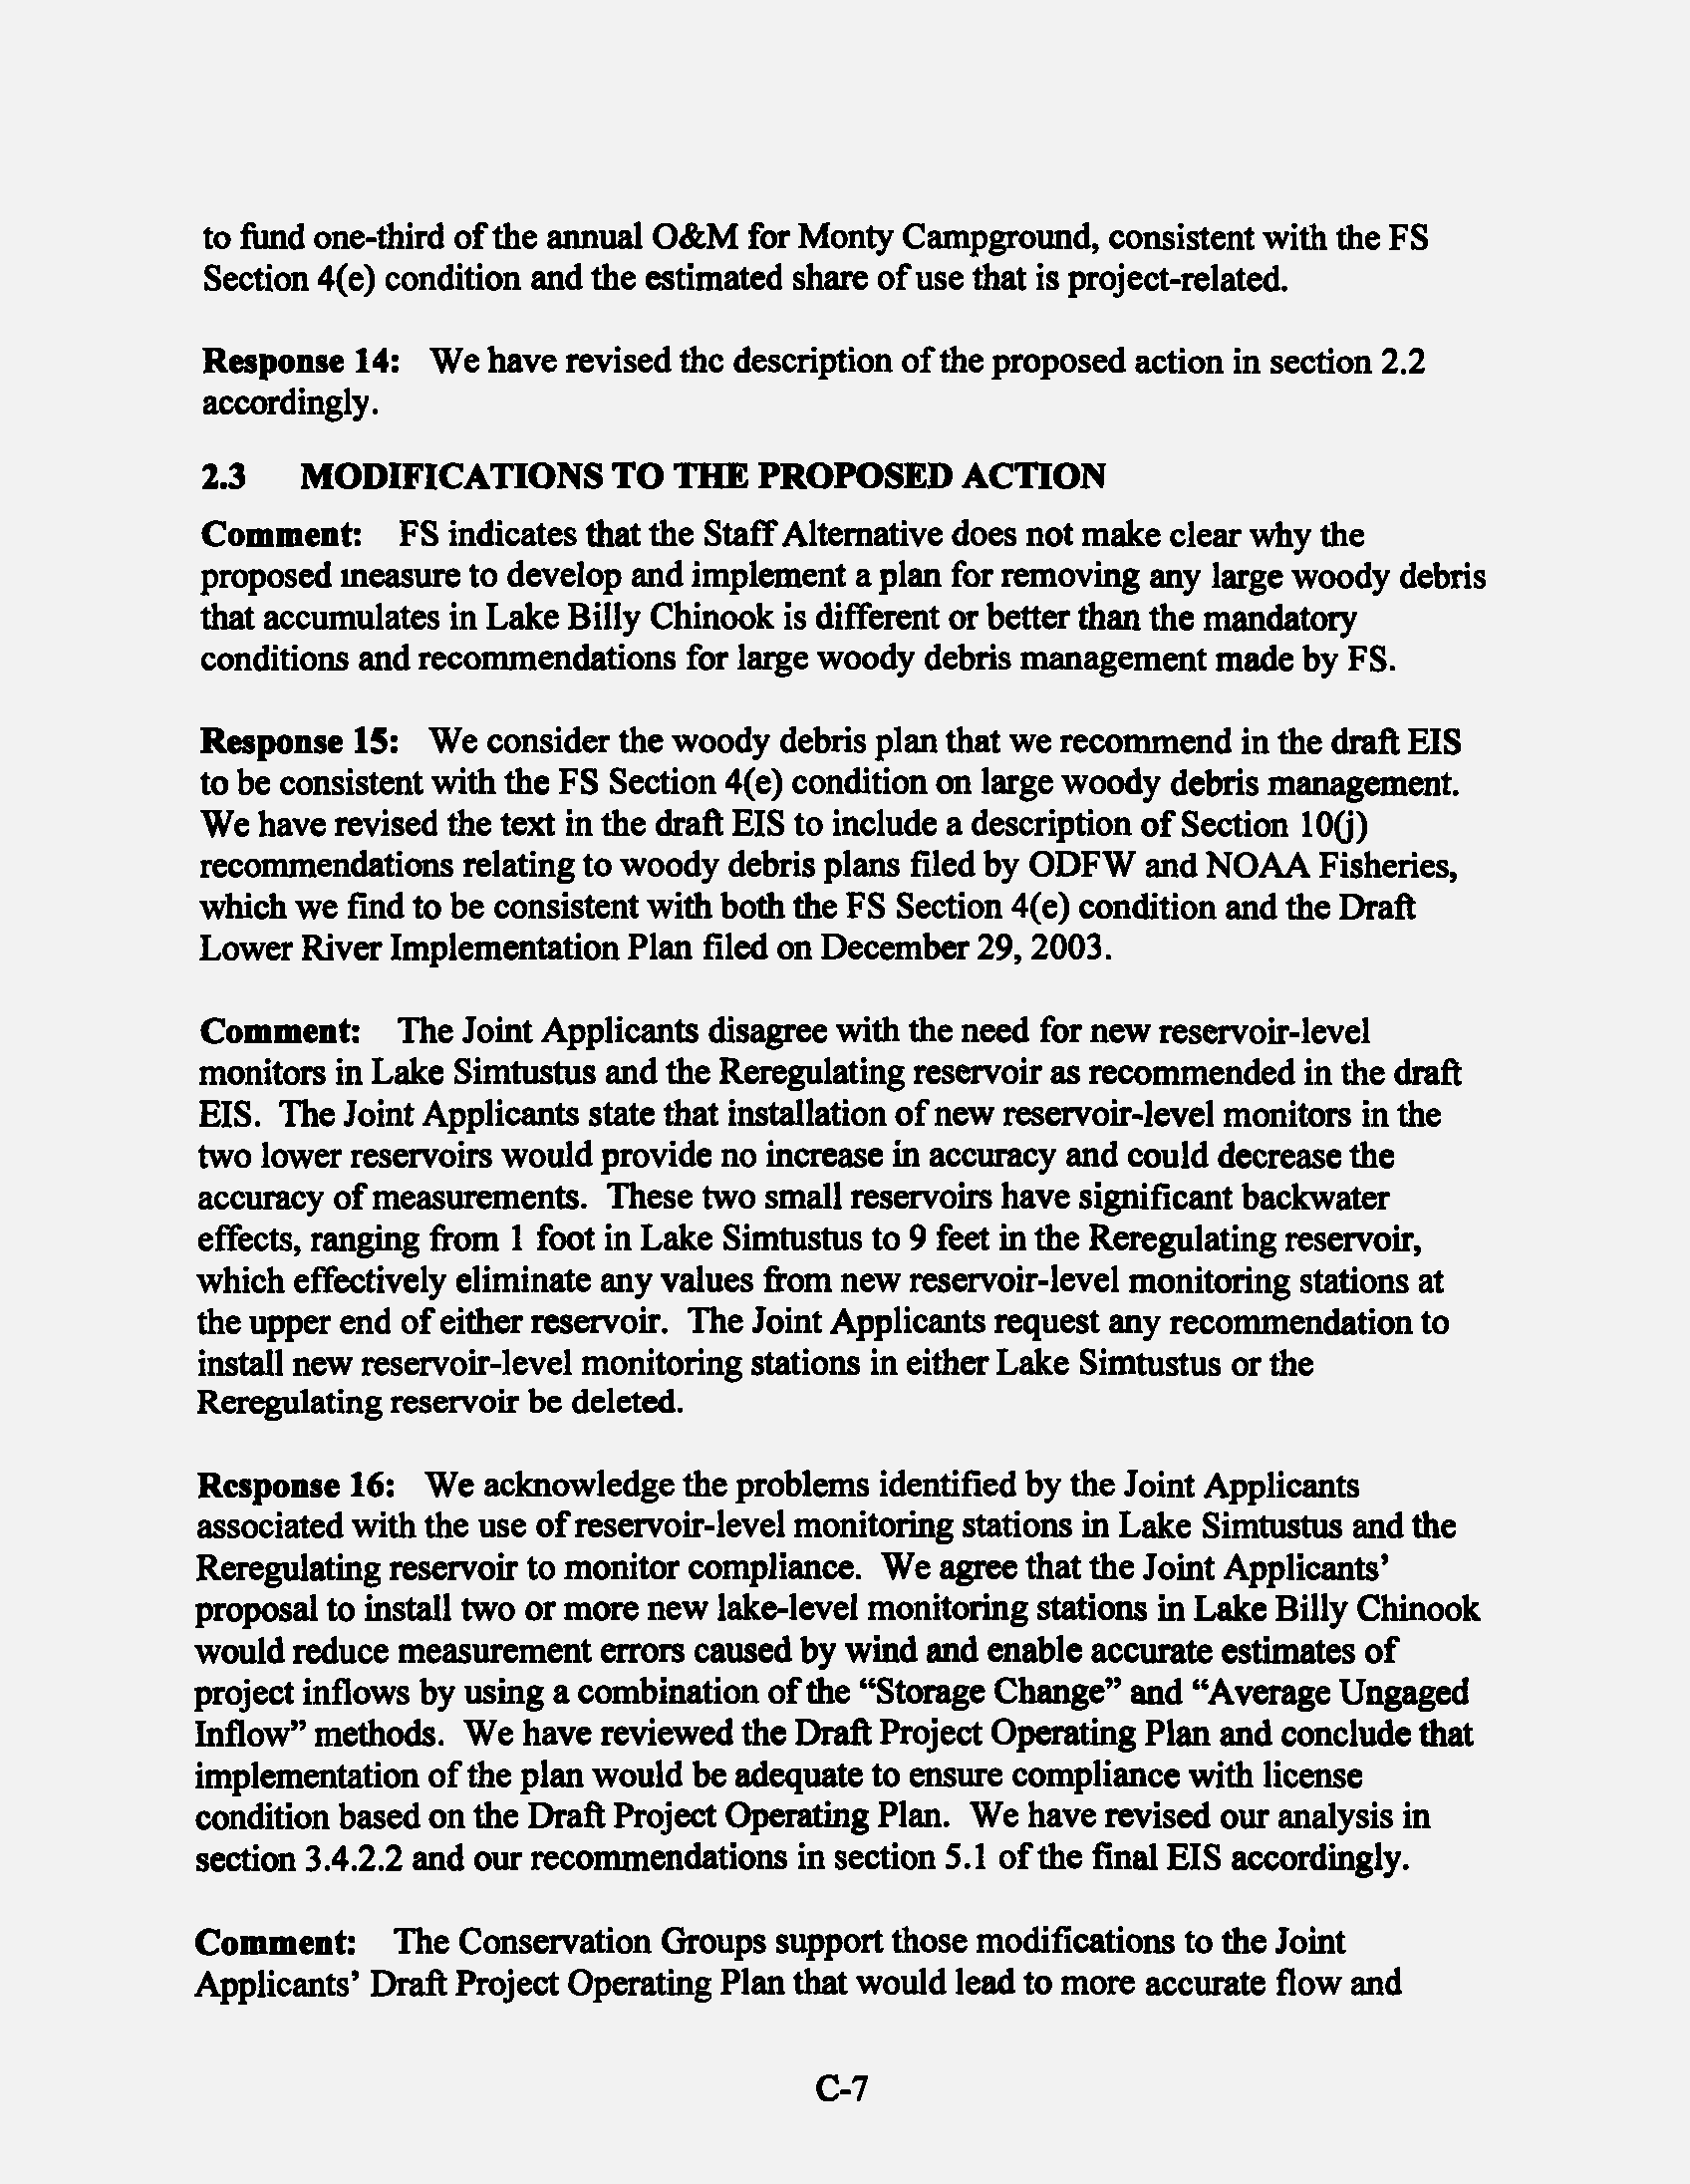 to fund one-third of the annual O&M for Monty Campground, consistent with the FS
Section 4(e) condition and the estimated share of use that is project-related.
Response 14: We have revised the description of the proposed action in section 2.2
accordingly.
2.3 MODIFICATIONS TO THE PROPOSED ACTION
Comment: FS indicates that the Staff Alternative does not make clear why the
proposed measure to develop and implement a plan for removing any large woody debris
that accumulates in Lake Billy Chinook is different or better than the mandatory
conditions and recommendations for large woody debris management made by FS.
Response 15: We consider the woody debris plan that we recommend in the draft EIS
to be consistent with the FS Section 4(e) condition on large woody debris management.
We have revised the text in the draft EIS to include a description of Section 10(j)
recommendations relating to woody debris plans filed by ODFW and NOAA Fisheries,
which we find to be consistent with both the FS Section 4(e) condition and the Draft
Lower River Implementation Plan filed on December 29, 2003.
Comment: The Joint Applicants disagree with the need for new reservoir-level
monitors in Lake Simtustus and the Reregulating reservoir as recommended in the draft
EIS. The Joint Applicants state that installation of new reservoir-level monitors in the
two lower reservoirs would provide no increase in accuracy and could decrease the
accuracy of measurements. These two small reservoirs have significant backwater
effects, ranging from 1 foot in Lake Simtustus to 9 feet in the Reregulating reservoir,
which effectively eliminate any values from new reservoir-level monitoring stations at
the upper end of either reservoir. The Joint Applicants request any recommendation to
install new reservoir-level monitoring stations in either Lake Simtustus or the
Reregulating reservoir be deleted.
Response 16: We acknowledge the problems identified by the Joint Applicants
associated with the use of reservoir-level monitoring stations in Lake Simtustus and the
Reregulating reservoir to monitor compliance. We agree that the Joint Applicants’
proposal to install two or more new lake-level monitoring stations in Lake Billy Chinook
would reduce measurement errors caused by wind and enable accurate estimates of
project inflows by using a combination of the “Storage Change” and “Average Ungaged
Inflow” methods. We have reviewed the Draft Project Operating Plan and conclude that
implementation of the plan would be adequate to ensure compliance with license
condition based on the Draft Project Operating Plan. We have revised our analysis in
section 3.4.2.2 and our recommendations in section 5.1 of the final EIS accordingly.
Comment: The Conservation Groups support those modifications to the Joint
Applicants’ Draft Project Operating Plan that would lead to more accurate flow and
C-7